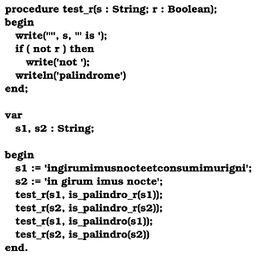 procedure test_r(s : String; r : Boolean);
begin
write('"', s, '" is ');
if ( not r ) then
write('not ');
writeln('palindrome')
end;
var
s1, s2 : String;
begin
s1 := 'ingirumimusnocteetconsumimurigni';
s2 := 'in girum imus nocte';
test_r(s1, is_palindro_r(s1));
test_r(s2, is_palindro_r(s2));
test_r(s1, is_palindro(s1));
test_r(s2, is_palindro(s2))
end.